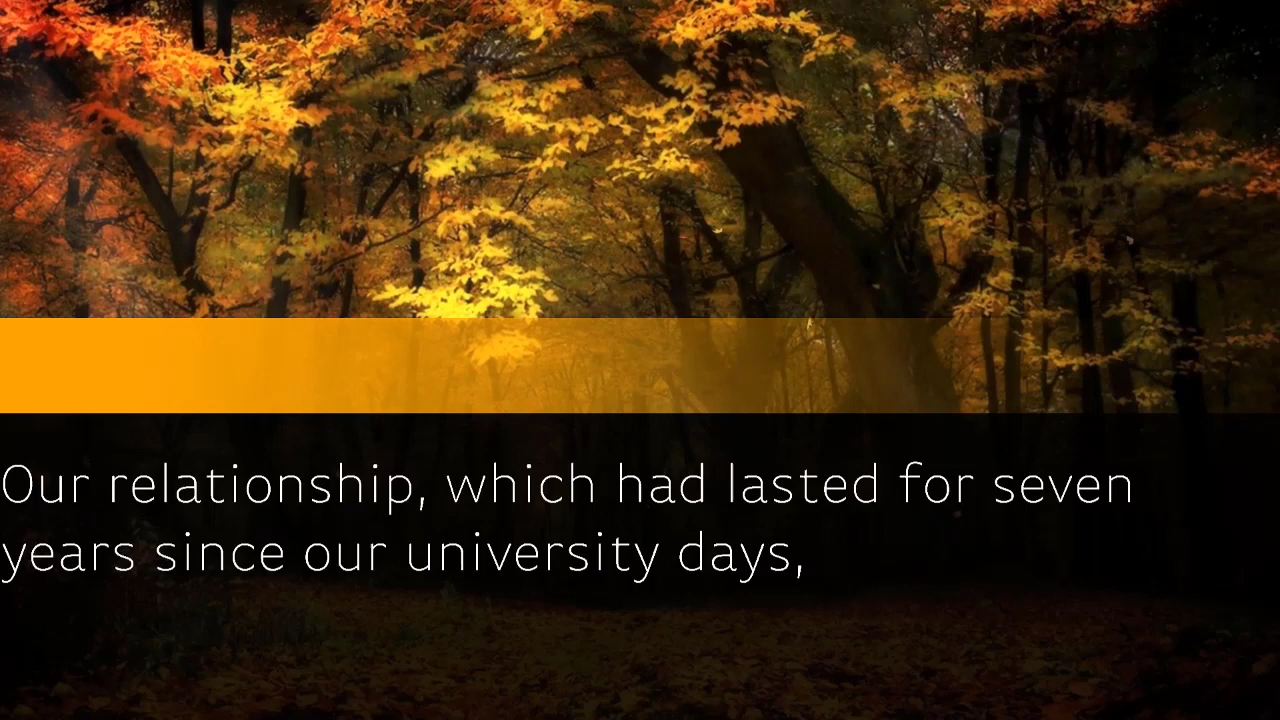 Our relationship, which had lasted for seven
years since our university days,